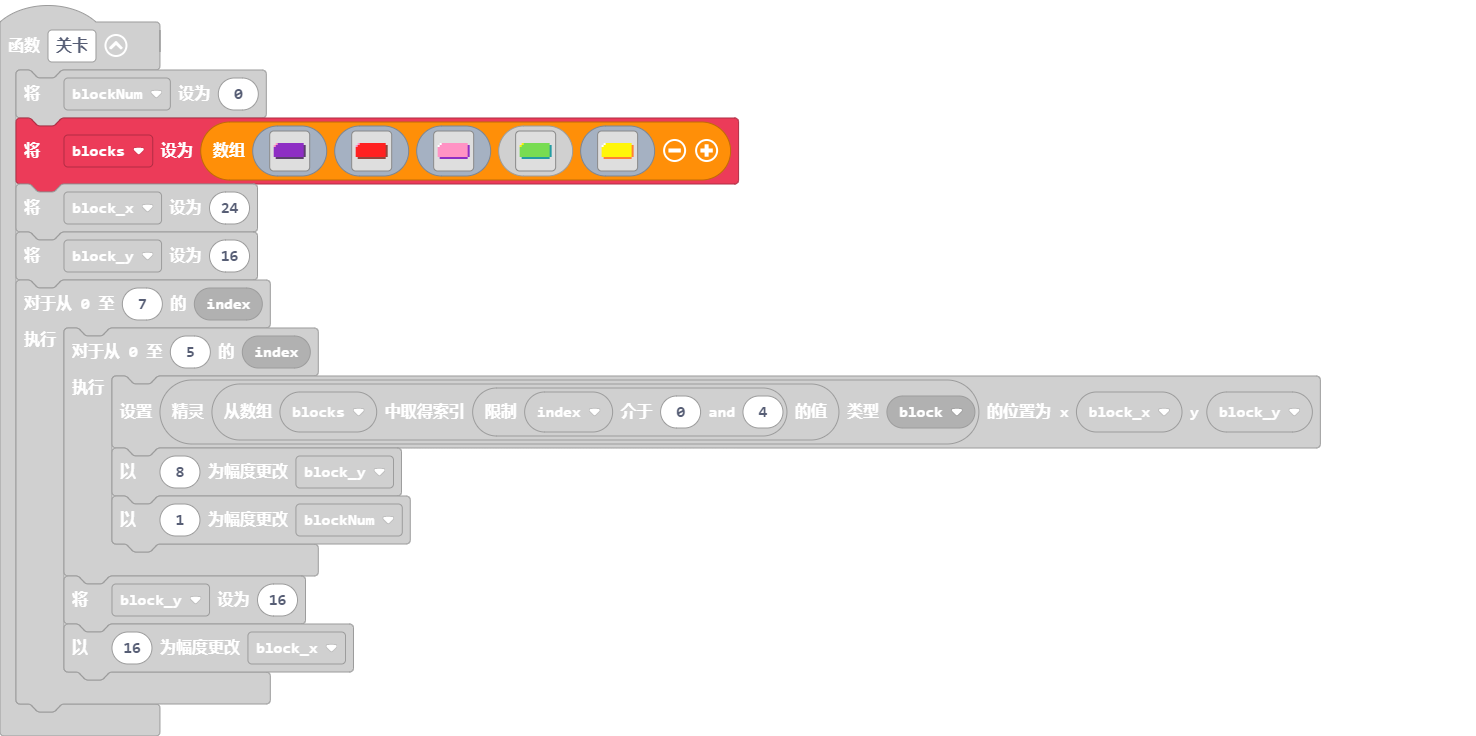 函数 关卡
将 blockNum 设为 0
将 blocks 设为 数组
将 block_x 设为 24
将 block_y 设为 16
对于从 0 至 7 的 index
执行 对于从 0 至 5 的 index
执行 设置 精灵 从数组 blocks 中取得索引 限制 index 介于 0 and 4 的值 类型 block 的位置为 x block_x y block_y
以 8 为幅度更改 block_y
以 1 为幅度更改 blockNum
将 block_y 设为 16
以 16 为幅度更改 block_x